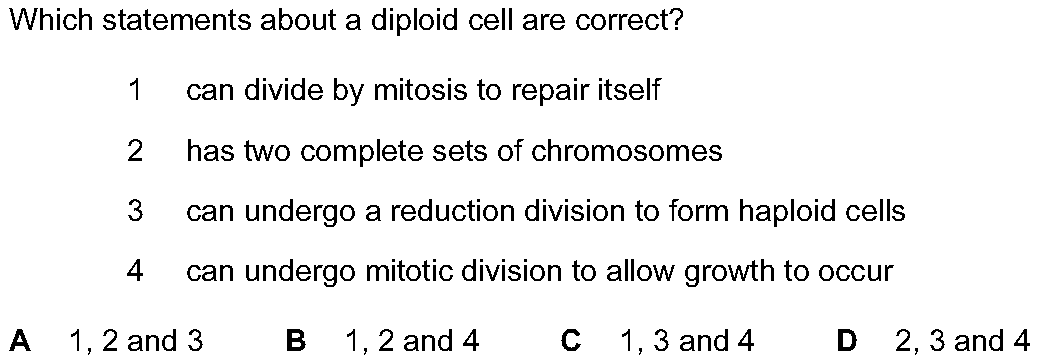 Which statements about a diploid cell are correct?
1 can divide by mitosis to repair itself
2 has two complete sets of chromosomes
3 can undergo a reduction division to form haploid cells
4 can undergo mitotic division to allow growth to occur
A 1, 2 and 3 B 1, 2 and 4 C 1, 3 and 4 D 2, 3 and 4